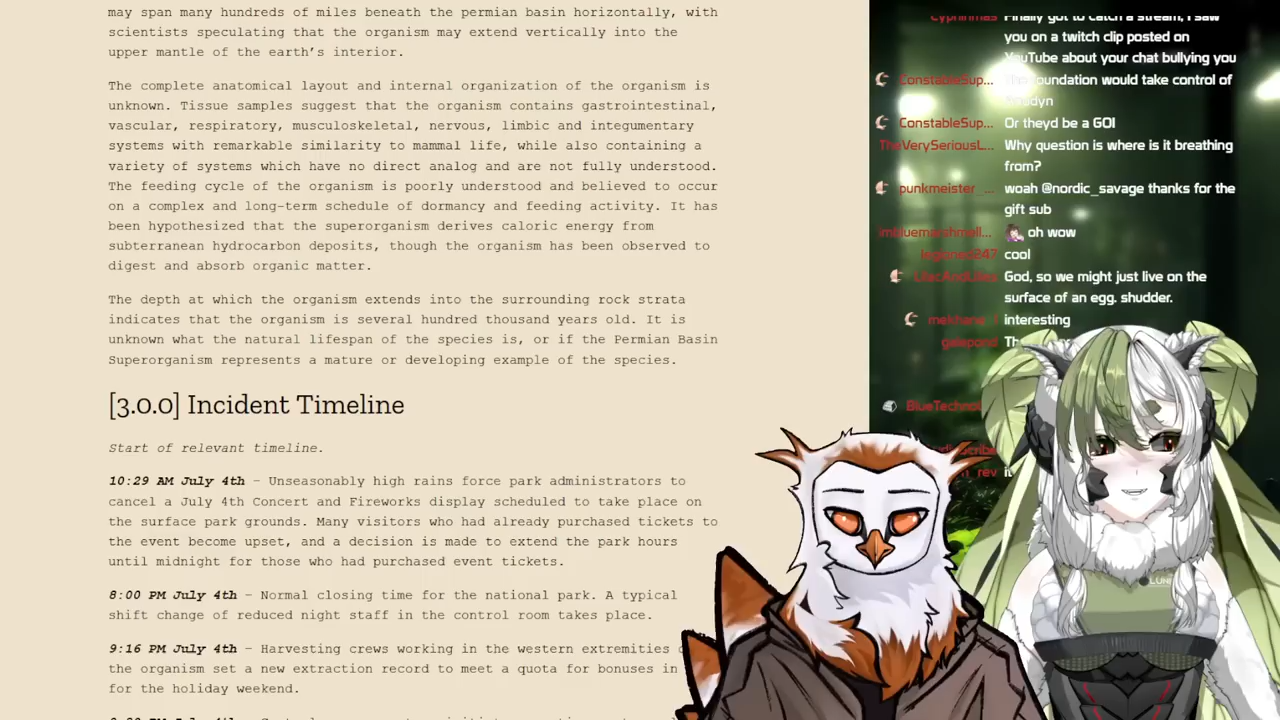 may span many hundreds of miles beneath the permian basin horizontally, with
scientists speculating that the organism may extend vertically into the
upper mantle of the earth's interior.
The complete anatomical layout and internal organization of the organism is
unknown. Tissue samples suggest that the organism contains gastrointestinal,
vascular, respiratory, musculoskeletal, nervous, limbic and integumentary
systems with remarkable similarity to mammal life, while also containing a
variety of systems which have no direct analog and are not fully understood.
The feeding cycle of the organism is poorly understood and believed to occur
on a complex and long-term schedule of dormancy and feeding activity. It has
been hypothesized that the superorganism derives caloric energy from
subterranean hydrocarbon deposits, though the organism has been observed to
digest and absorb organic matter.
The depth at which the organism extends into the surrounding rock strata
indicates that the organism is several hundred thousand years old. It is
unknown what the natural lifespan of the species is, or if the Permian Basin
Superorganism represents a mature or developing example of the species.
[3.0.0] Incident Timeline
Start of relevant timeline.
10:29 AM July 4th – Unseasonably high rains force park administrators to
cancel a July 4th Concert and Fireworks display scheduled to take place on
the surface park grounds. Many visitors who had already purchased tickets to
the event become upset, and a decision is made to extend the park hours
until midnight for those who had purchased event tickets.
8:00 PM July 4th – Normal closing time for the national park. A typical
shift change of reduced night staff in the control room takes place.
9:16 PM July 4th – Harvesting crews working in the western extremities
the organism set a new extraction record to meet a quota for bonuses in
for the holiday weekend.
Finally got to catch a stream, I saw
you on a twitch clip posted on
YouTube about your chat bullying you
ConstableSup... The foundation would take control of
ConstableSup... Or theyd be a GOI
TheVerySeriousL... Why question is where is it breathing
from?
punkmeister_... woah @nordic_savage thanks for the
gift sub
oh wow
cool
LilacAndLilies God, so we might just live on the
surface of an egg. shudder.
interesting
BlueTechno
rev
LUNI